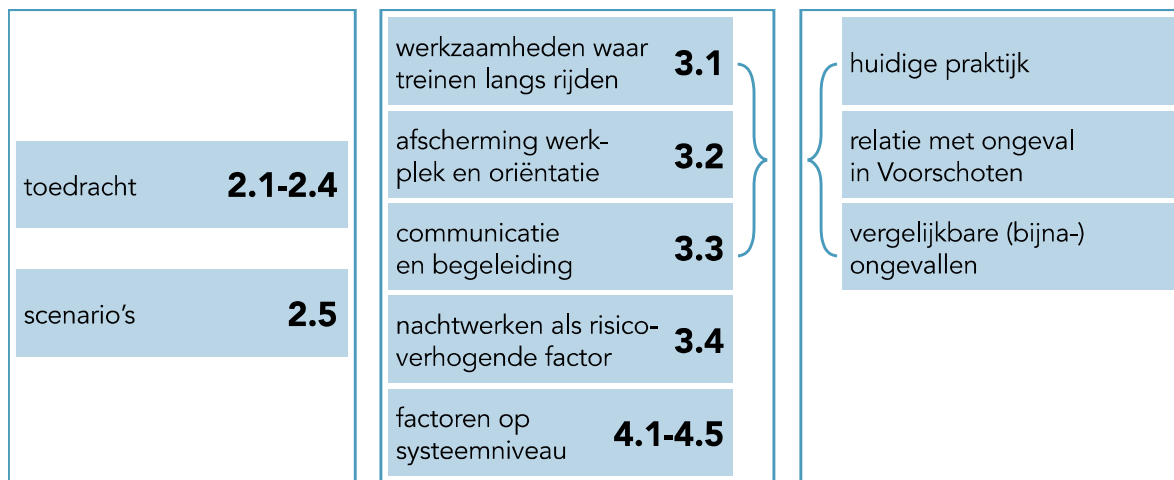 toedracht 2.1-2.4
scenario's 2.5
werkzaamheden waar
treinen langs rijden 3.1
afscherming werk-
plek en oriëntatie 3.2
communicatie
en begeleiding 3.3
nachtwerken als risico-
verhogende factor 3.4
factoren op
systeemniveau 4.1-4.5
huidige praktijk
relatie met ongeval
in Voorschoten
vergelijkbare (bijna-)
ongevallen